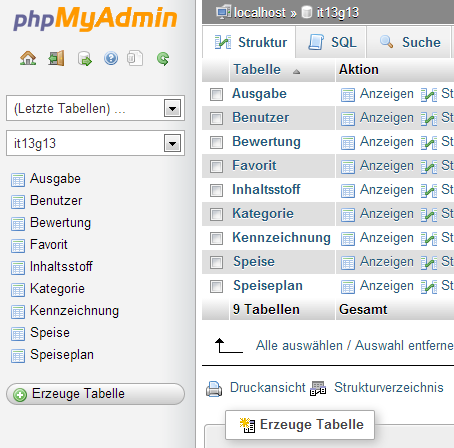 phpMyAdmin
(Letzte Tabellen) ...
it13g13
Ausgabe
Benutzer
Bewertung
Favorit
Inhaltsstoff
Kategorie
Kennzeichnung
Speise
Speiseplan
Erzeuge Tabelle
localhost » it13g13
Struktur SQL Suche
Tabelle Aktion
Ausgabe Anzeigen St
Benutzer Anzeigen St
Bewertung Anzeigen St
Favorit Anzeigen St
Inhaltsstoff Anzeigen St
Kategorie Anzeigen St
Kennzeichnung Anzeigen St
Speise Anzeigen St
Speiseplan Anzeigen St
9 Tabellen Gesamt
Alle auswählen / Auswahl entferne
Druckansicht Strukturverzeichnis
Erzeuge Tabelle